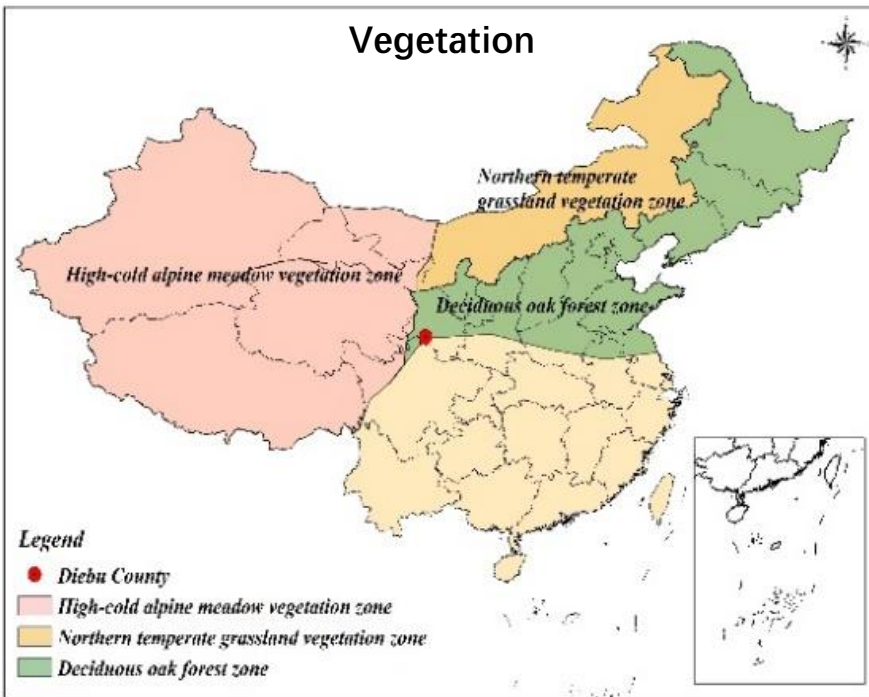 Vegetation
Northern temperate
grassland vegetation zone
High-cold alpine meadow vegetation zone
Deciduous oak forest zone
Legend
Diebu County
High-cold alpine meadow vegetation zone
Northern temperate grassland vegetation zone
Deciduous oak forest zone